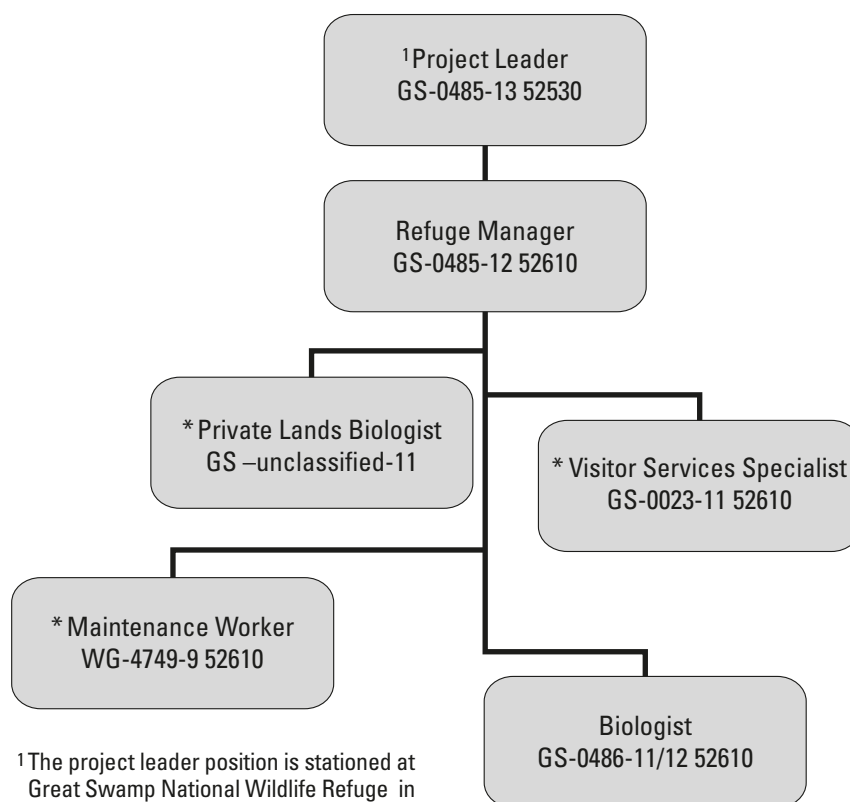 ¹Project Leader
GS-0485-13 52530
Refuge Manager
GS-0485-12 52610
* Private Lands Biologist
GS –unclassified-11
* Visitor Services Specialist
GS-0023-11 52610
* Maintenance Worker
WG-4749-9 52610
Biologist
GS-0486-11/12 52610
¹ The project leader position is stationed at
Great Swamp National Wildlife Refuge in